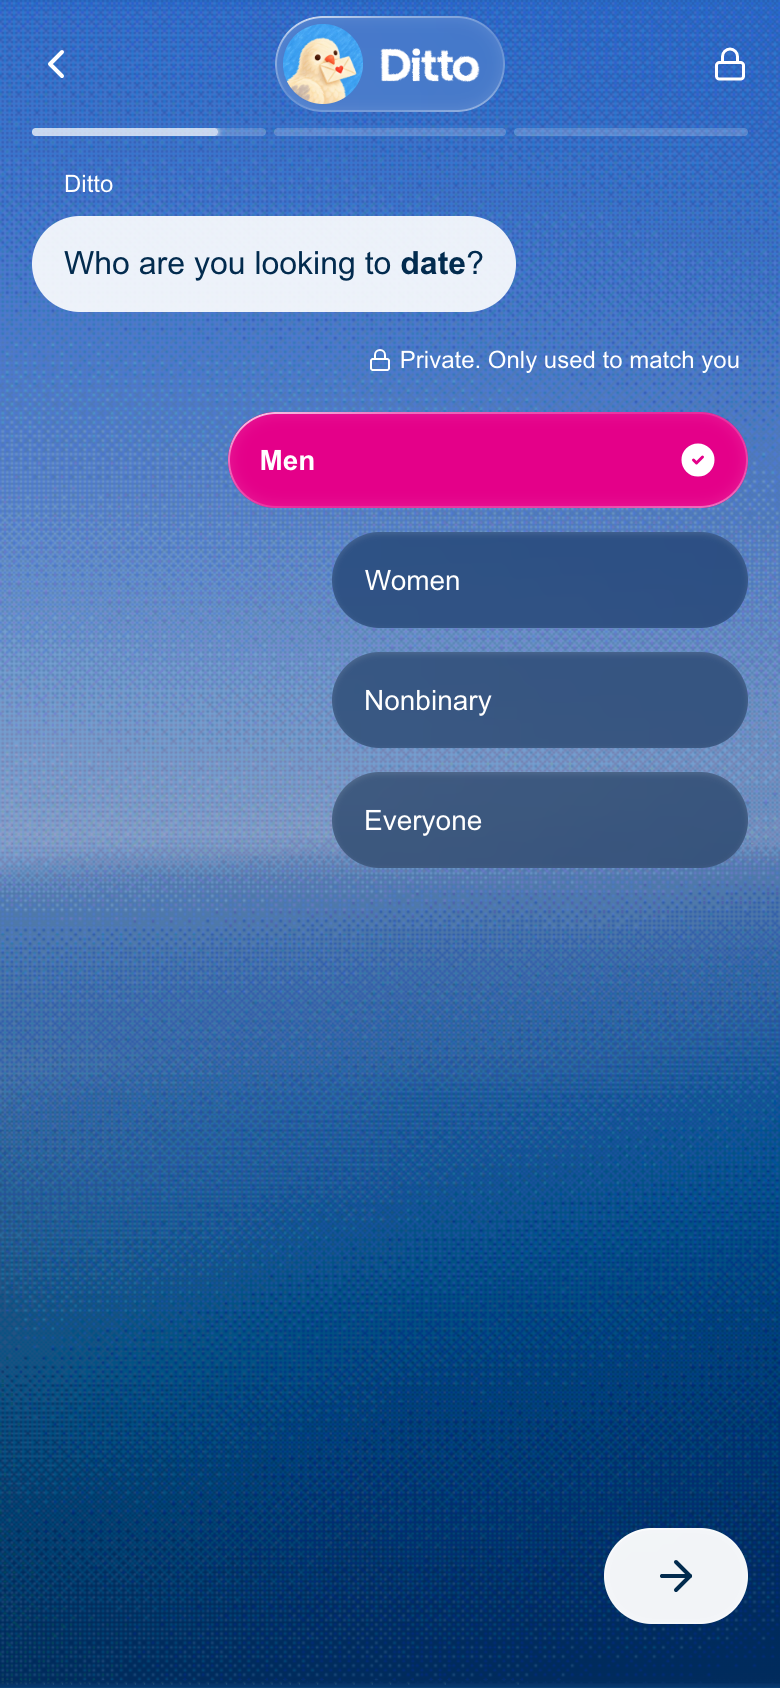 Ditto
Ditto
Who are you looking to date?
Private. Only used to match you
Men
Women
Nonbinary
Everyone